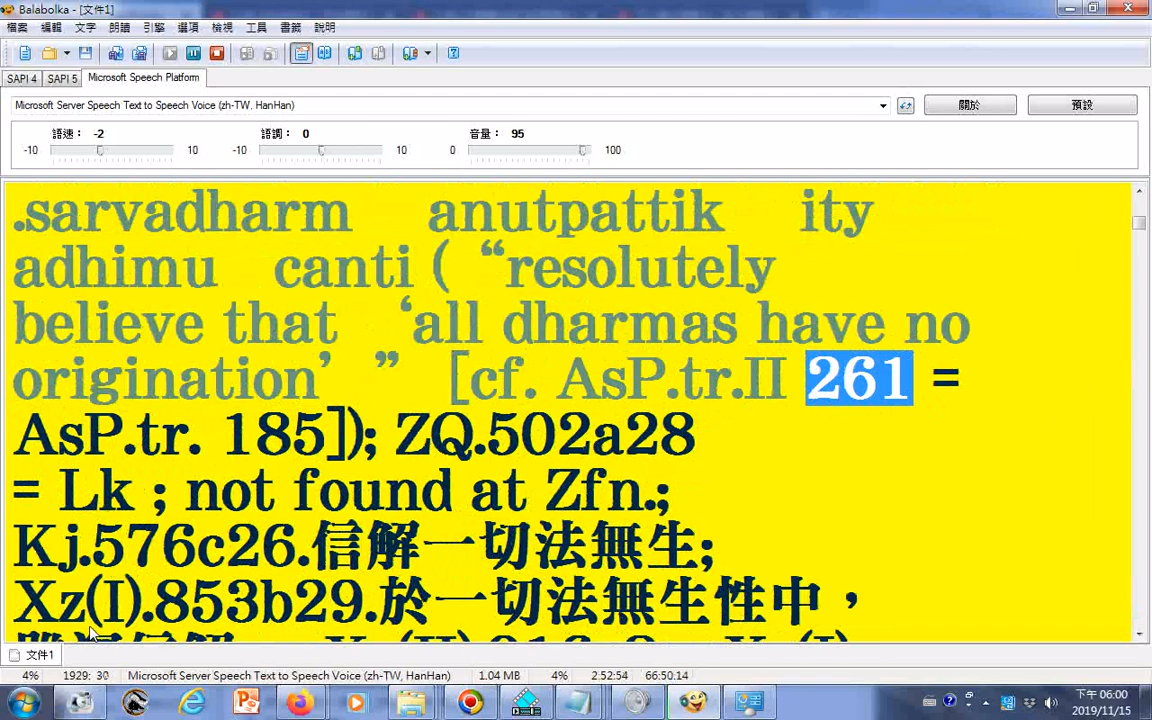 Balabolka - [文件1]
檔案 編輯 文字 朗讀 引擎 選項 檢視 工具 書籤 說明
SAPI 4 SAPI 5 Microsoft Speech Platform
Microsoft Server Speech Text to Speech Voice (zh-TW, HanHan) 關於 預設
語速： -2 語調： 0 音量： 95
-10 10 -10 10 0 100
.sarvadharm anutpattik ity
adhimu canti ( “resolutely
believe that ‘all dharmas have no
origination’ ” [cf. AsP.tr.II 261 =
AsP.tr. 185]); ZQ.502a28
= Lk ; not found at Zfn.;
Kj.576c26.信解一切法無生;
Xz(I).853b29.於一切法無生性中，
文件1
4% 1929: 30 Microsoft Server Speech Text to Speech Voice (zh-TW, HanHan) 1.04 MB 4% 2:52:54 66:50.14
下午 06:00
2019/11/15